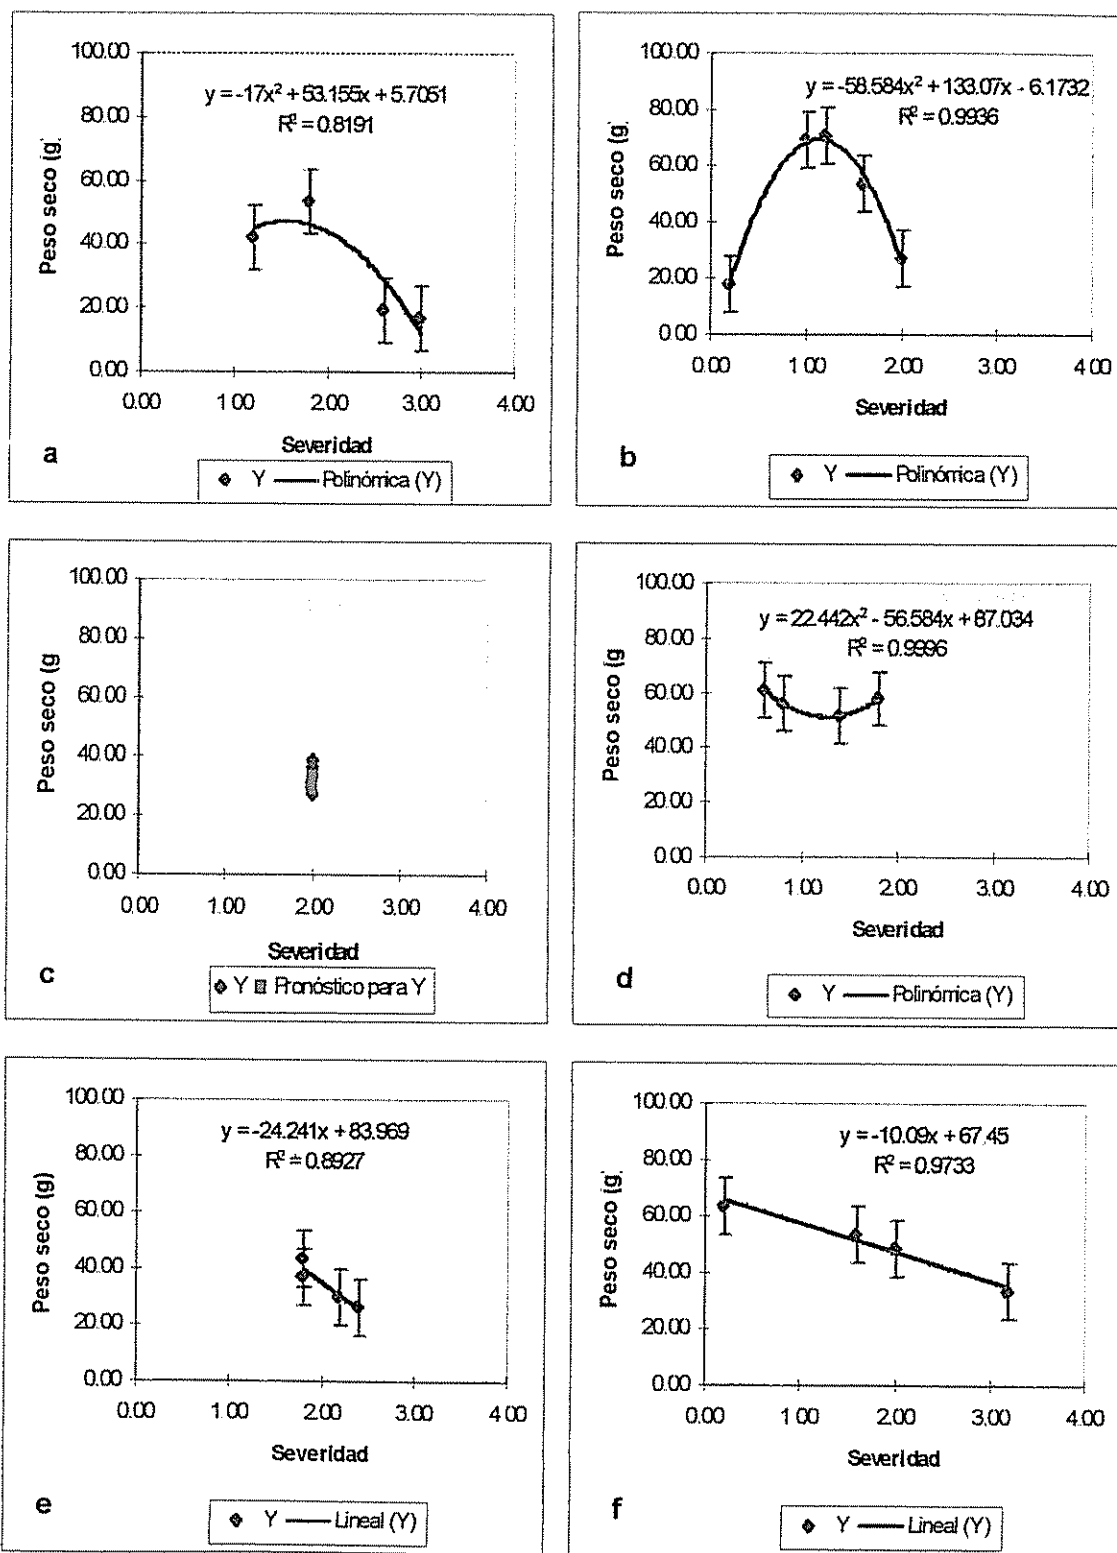 100.00
80.00
60.00
40.00
20.00
0.00
Peso seco (g)
y = -17x² + 53.155x + 5.7051
R² = 0.8191
0.00 1.00 2.00 3.00 4.00
Severidad
a
Y Polinómica (Y)
100.00
80.00
60.00
40.00
20.00
0.00
Peso seco (g)
y = -58.584x² + 133.07x - 6.1732
R² = 0.9936
0.00 1.00 2.00 3.00 4.00
Severidad
b
Y Polinómica (Y)
100.00
80.00
60.00
40.00
20.00
0.00
Peso seco (g
0.00 1.00 2.00 3.00 4.00
Severidad
c
Y Pronóstico para Y
100.00
80.00
60.00
40.00
20.00
0.00
Peso seco (g
y = 22.442x² - 56.584x + 87.034
R² = 0.9996
0.00 1.00 2.00 3.00 4.00
Severidad
d
Y Polinómica (Y)
100.00
80.00
60.00
40.00
20.00
0.00
Peso seco (g)
y = -24.241x + 83.969
R² = 0.8927
0.00 1.00 2.00 3.00 4.00
Severidad
e
Y Lineal (Y)
100.00
80.00
60.00
40.00
20.00
0.00
Peso seco (g)
y = -10.09x + 67.45
R² = 0.9733
0.00 1.00 2.00 3.00 4.00
Severidad
f
Y Lineal (Y)